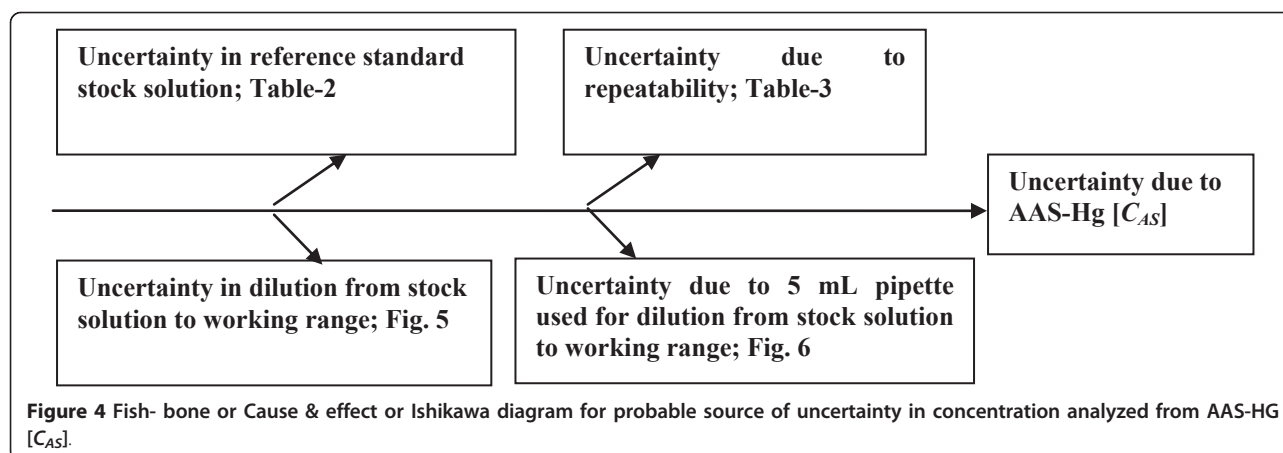 Uncertainty in reference standard
stock solution; Table-2
Uncertainty due to
repeatability; Table-3
Uncertainty due to
AAS-Hg [C_AS]
Uncertainty in dilution from stock
solution to working range; Fig. 5
Uncertainty due to 5 mL pipette
used for dilution from stock solution
to working range; Fig. 6
Figure 4 Fish- bone or Cause & effect or Ishikawa diagram for probable source of uncertainty in concentration analyzed from AAS-HG
[C_AS].